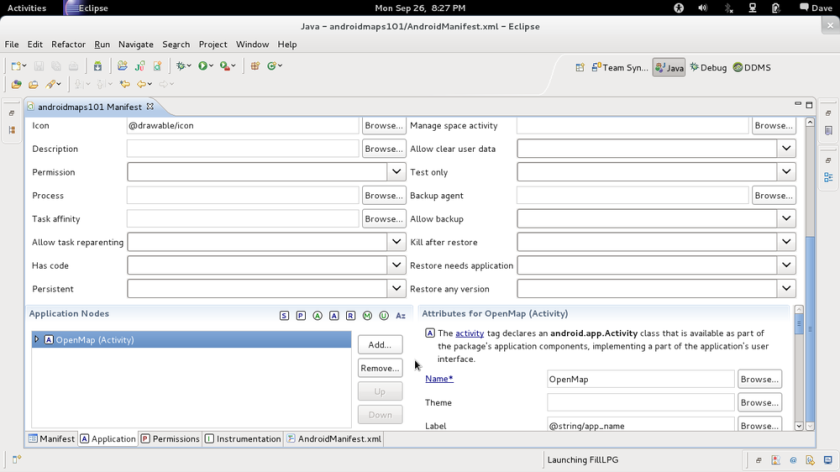 Activities Eclipse Mon Sep 26, 8:27 PM Dave
Java – androidmaps101/AndroidManifest.xml – Eclipse
File Edit Refactor Run Navigate Search Project Window Help
Team Syn... Java Debug DDMS
androidmaps101 Manifest
Icon @drawable/icon Browse... Manage space activity Browse...
Description Browse... Allow clear user data
Permission Test only
Process Browse... Backup agent Browse...
Task affinity Browse... Allow backup
Allow task reparenting Kill after restore
Has code Restore needs application
Persistent Restore any version
Application Nodes S P A A R M U Az Attributes for OpenMap (Activity)
A OpenMap (Activity)
Add...
Remove...
Up
Down
A The activity tag declares an android.app.Activity class that is available as part of
the package's application components, implementing a part of the application's user
interface.
Name* OpenMap Browse...
Theme Browse...
Label @string/app_name Browse...
Manifest A Application P Permissions I Instrumentation AndroidManifest.xml
Launching FillLPG